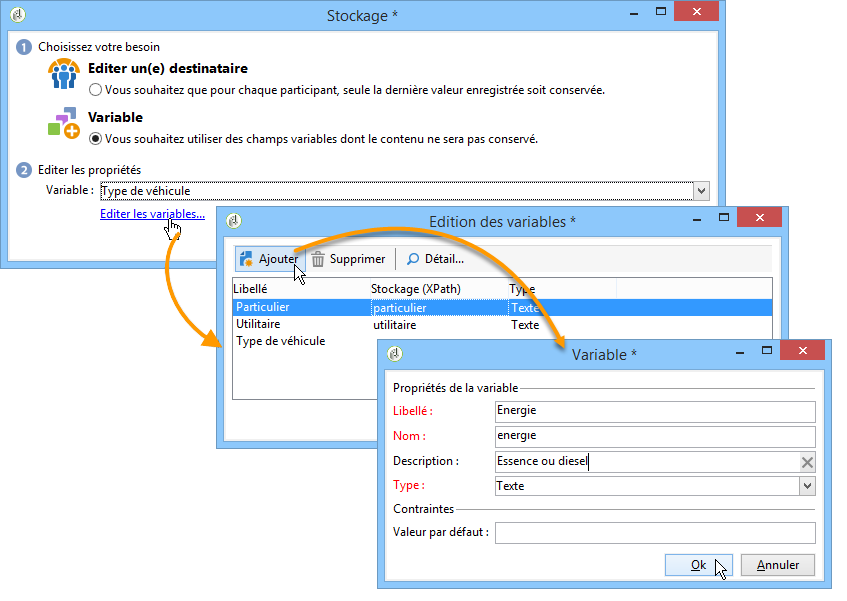 Stockage *
1 Choisissez votre besoin
Editer un(e) destinataire
Vous souhaitez que pour chaque participant, seule la dernière valeur enregistrée soit conservée.
Variable
Vous souhaitez utiliser des champs variables dont le contenu ne sera pas conservé.
2 Editer les propriétés
Variable : Type de véhicule
Editer les variables...
Edition des variables *
Ajouter Supprimer Détail...
Libellé Stockage (XPath) Type
Particulier particulier Texte
Utilitaire utilitaire Texte
Type de véhicule
Variable *
Propriétés de la variable
Libellé : Energie
Nom : energie
Description : Essence ou diesel
Type : Texte
Contraintes
Valeur par défaut :
Ok Annuler